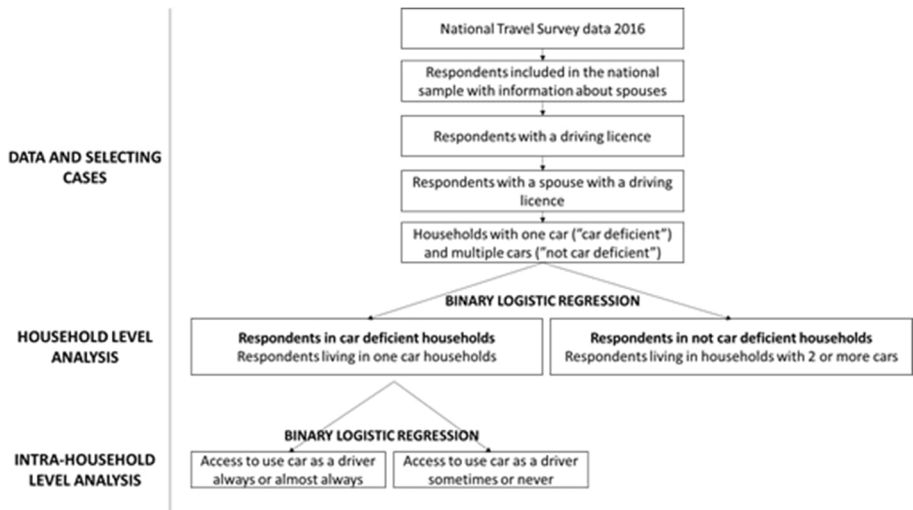 National Travel Survey data 2016
Respondents included in the national
sample with information about spouses
Respondents with a driving licence
DATA AND SELECTING
CASES
Respondents with a spouse with a driving
licence
Households with one car ("car deficient")
and multiple cars ("not car deficient")
BINARY LOGISTIC REGRESSION
HOUSEHOLD LEVEL
ANALYSIS
Respondents in car deficient households
Respondents living in one car households
Respondents in not car deficient households
Respondents living in households with 2 or more cars
BINARY LOGISTIC REGRESSION
INTRA-HOUSEHOLD
LEVEL ANALYSIS
Access to use car as a driver
always or almost always
Access to use car as a driver
sometimes or never